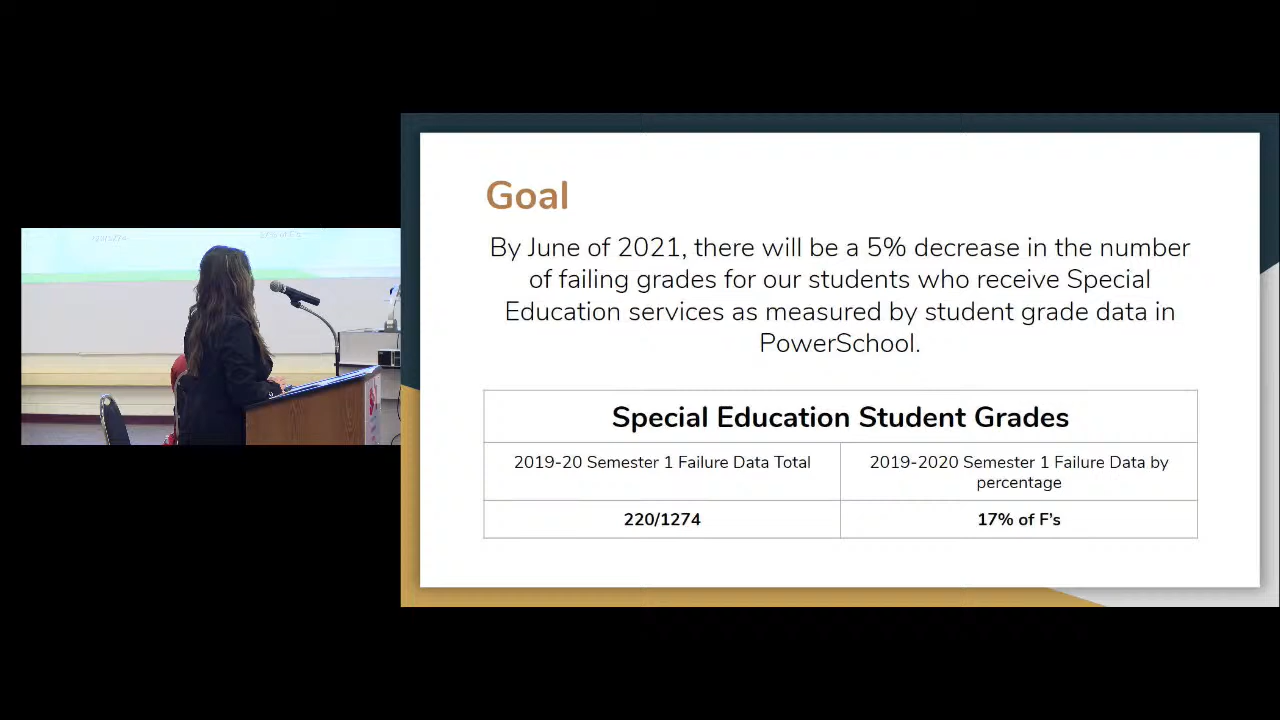 Goal
By June of 2021, there will be a 5% decrease in the number
of failing grades for our students who receive Special
Education services as measured by student grade data in
PowerSchool.
Special Education Student Grades
2019-20 Semester 1 Failure Data Total
2019-2020 Semester 1 Failure Data by
percentage
220/1274
17% of F's